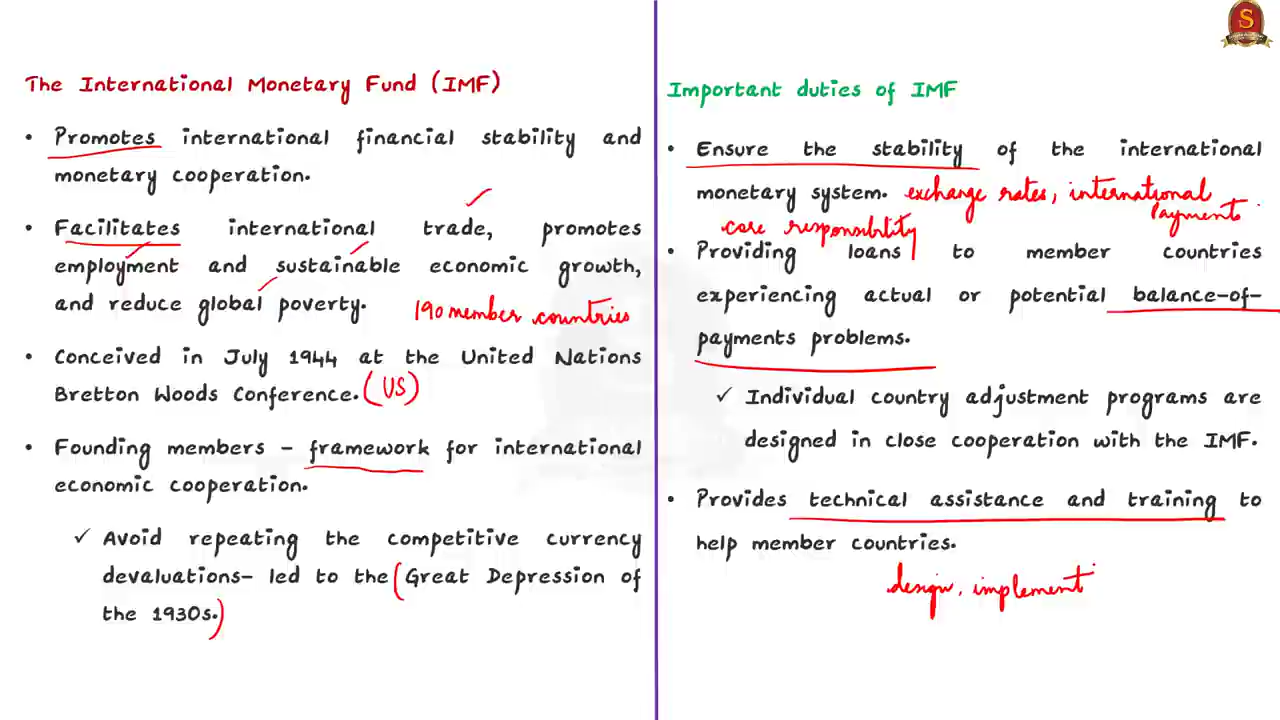 The International Monetary Fund (IMF)
• Promotes international financial stability and
monetary cooperation.
• Facilitates international trade, promotes
employment and sustainable economic growth,
and reduce global poverty. 190 member countries
• Conceived in July 1944 at the United Nations
Bretton Woods Conference. (US)
• Founding members – framework for international
economic cooperation.
✓ Avoid repeating the competitive currency
devaluations– led to the (Great Depression of
the 1930s.)
S
Important duties of IMF
• Ensure the stability of the international
monetary system. exchange rates, international
payments
core responsibility
• Providing loans to member countries
experiencing actual or potential balance-of-
payments problems.
✓ Individual country adjustment programs are
designed in close cooperation with the IMF.
• Provides technical assistance and training to
help member countries.
design, implement